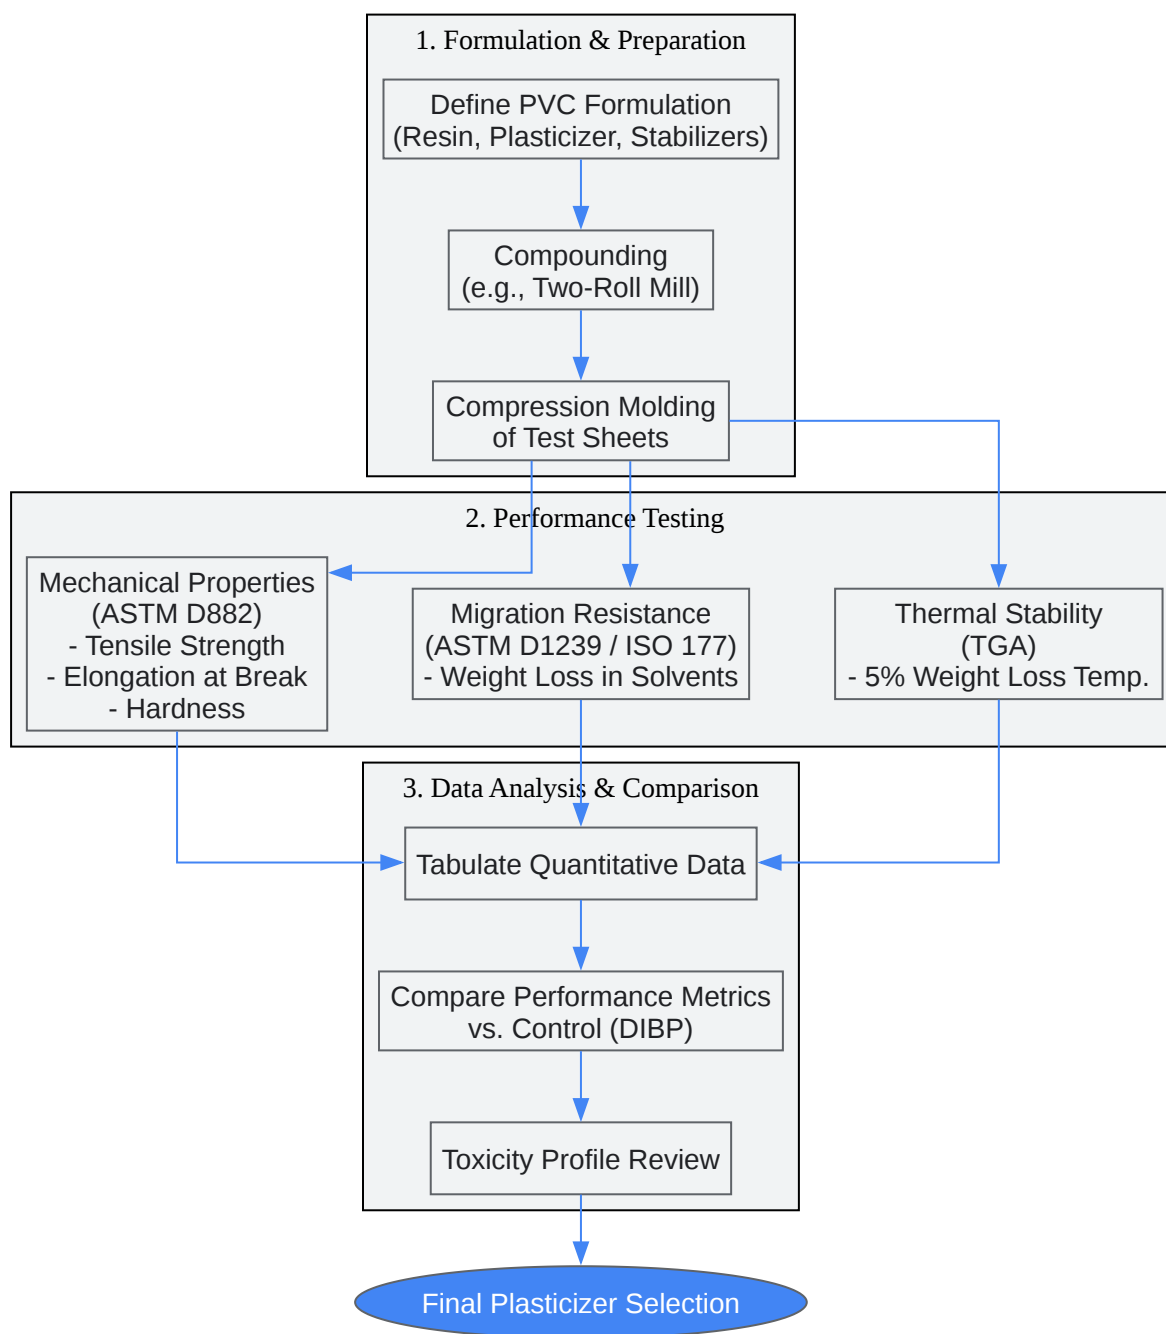 1. Formulation & Preparation
Define PVC Formulation
(Resin, Plasticizer, Stabilizers)
Compounding
(e.g., Two-Roll Mill)
Compression Molding
of Test Sheets
2. Performance Testing
Mechanical Properties
(ASTM D882)
- Tensile Strength
- Elongation at Break
- Hardness
Migration Resistance
(ASTM D1239 / ISO 177)
- Weight Loss in Solvents
Thermal Stability
(TGA)
- 5% Weight Loss Temp.
3. Data Analysis & Comparison
Tabulate Quantitative Data
Compare Performance Metrics
vs. Control (DIBP)
Toxicity Profile Review
Final Plasticizer Selection